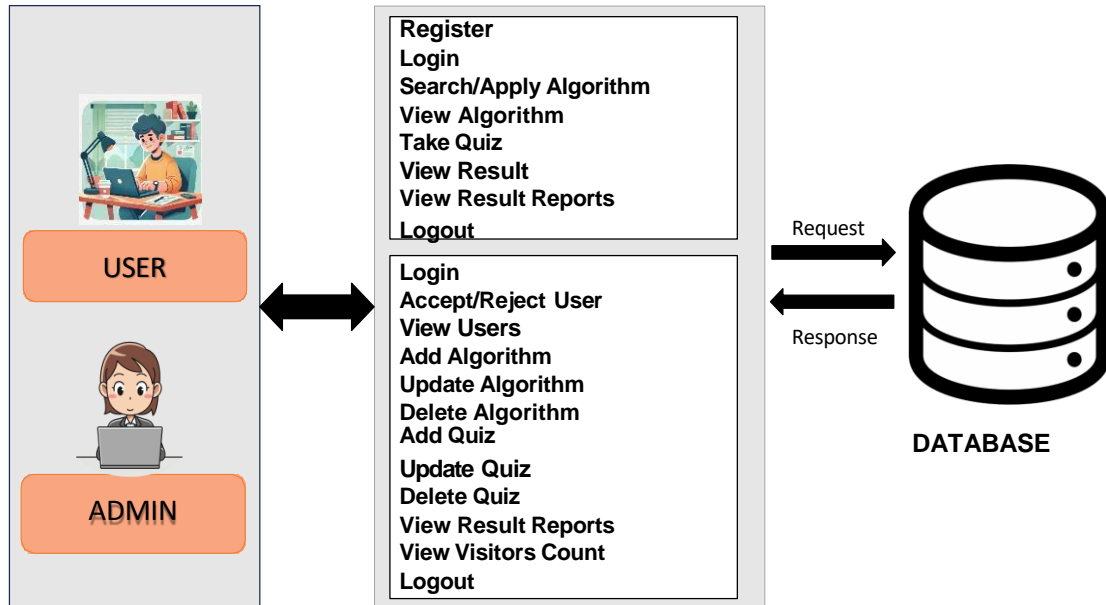 USER
ADMIN
Register
Login
Search/Apply Algorithm
View Algorithm
Take Quiz
View Result
View Result Reports
Logout
Login
Accept/Reject User
View Users
Add Algorithm
Update Algorithm
Delete Algorithm
Add Quiz
Update Quiz
Delete Quiz
View Result Reports
View Visitors Count
Logout
Request
Response
DATABASE